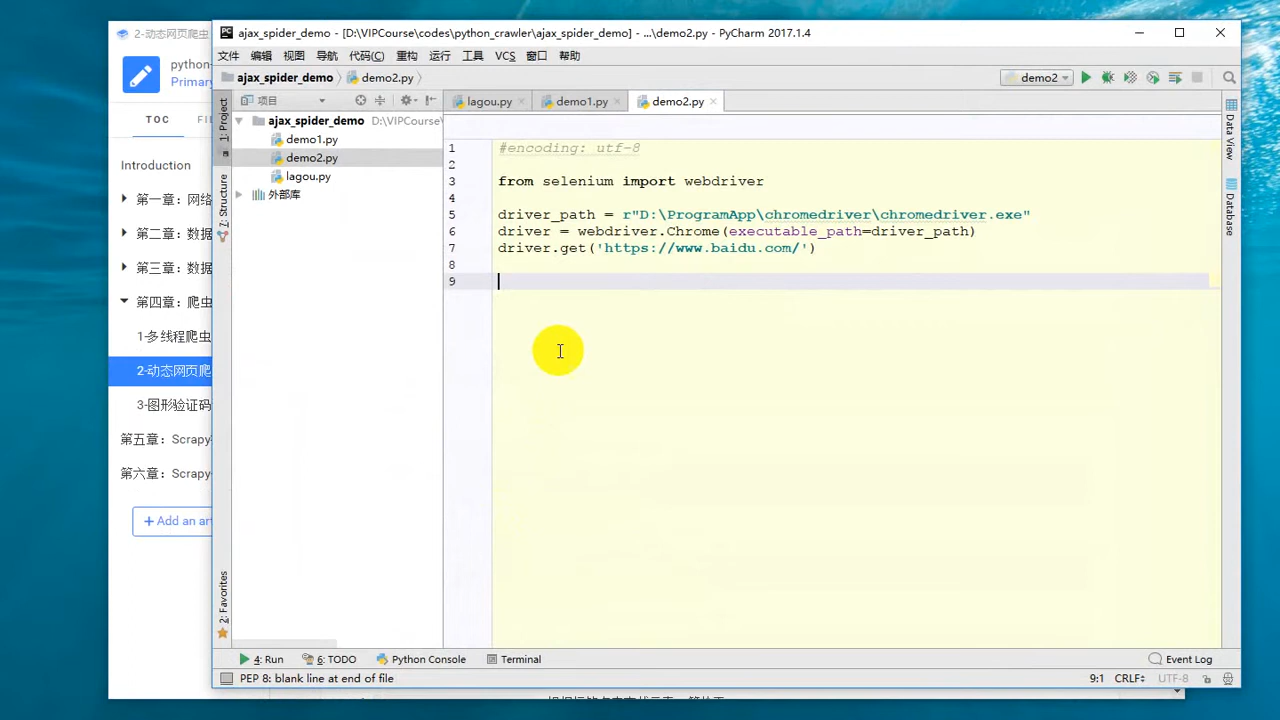 2-动态网页爬虫
python-
Primary
TOC
FI
Introduction
第一章：网络
第二章：数据
第三章：数据
第四章：爬虫
1-多线程爬虫
2-动态网页爬
3-图形验证码
第五章：Scrapy
第六章：Scrapy
+ Add an art
ajax_spider_demo - [D:\VIPCourse\codes\python_crawler\ajax_spider_demo] - ...\demo2.py - PyCharm 2017.1.4
文件 编辑 视图 导航 代码(C) 重构 运行 工具 VCS 窗口 帮助
ajax_spider_demo demo2.py
demo2
项目
lagou.py demo1.py demo2.py
ajax_spider_demo D:\VIPCourse\
demo1.py
demo2.py
lagou.py
外部库
1: Project
7: Structure
2: Favorites
1 #encoding: utf-8
2
3 from selenium import webdriver
4
5 driver_path = r"D:\ProgramApp\chromedriver\chromedriver.exe"
6 driver = webdriver.Chrome(executable_path=driver_path)
7 driver.get('https://www.baidu.com/')
8
9
Data View
Database
4: Run 6: TODO Python Console Terminal Event Log
PEP 8: blank line at end of file 9:1 CRLF UTF-8